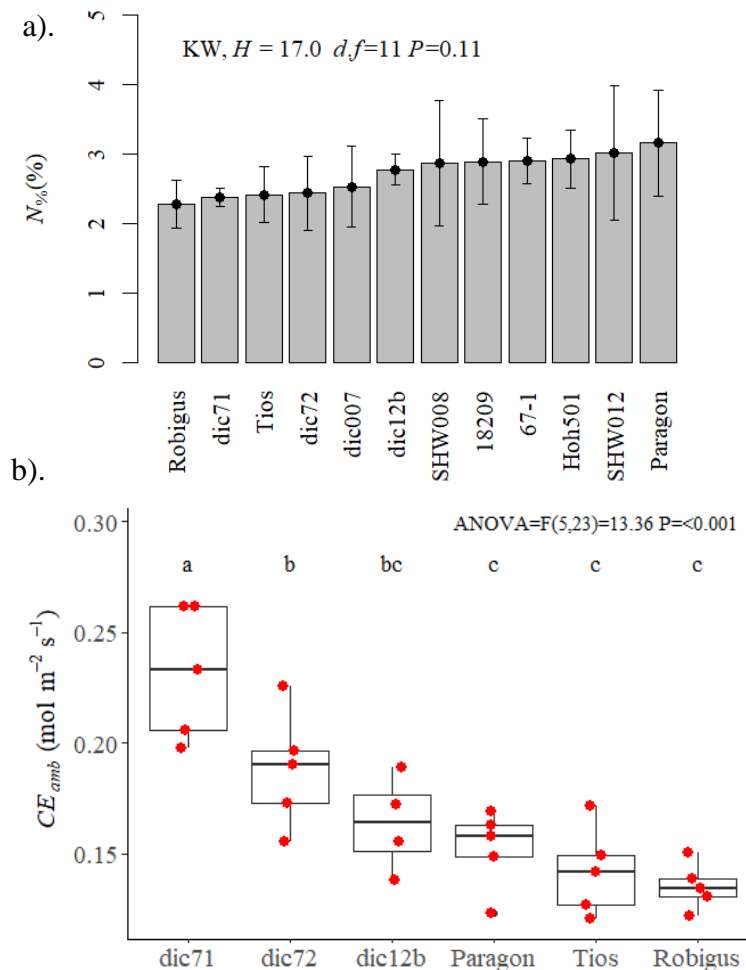 a).
KW, H = 17.0 d.f=11 P=0.11
N%(%)
5
4
3
2
1
0
Robigus
dic71
Tios
dic72
dic007
dic12b
SHW008
18209
67-1
Hoh501
SHW012
Paragon
b).
ANOVA=F(5,23)=13.36 P=<0.001
a b bc c c c
CE amb (mol m⁻² s⁻¹)
0.30
0.25
0.20
0.15
dic71 dic72 dic12b Paragon Tios Robigus